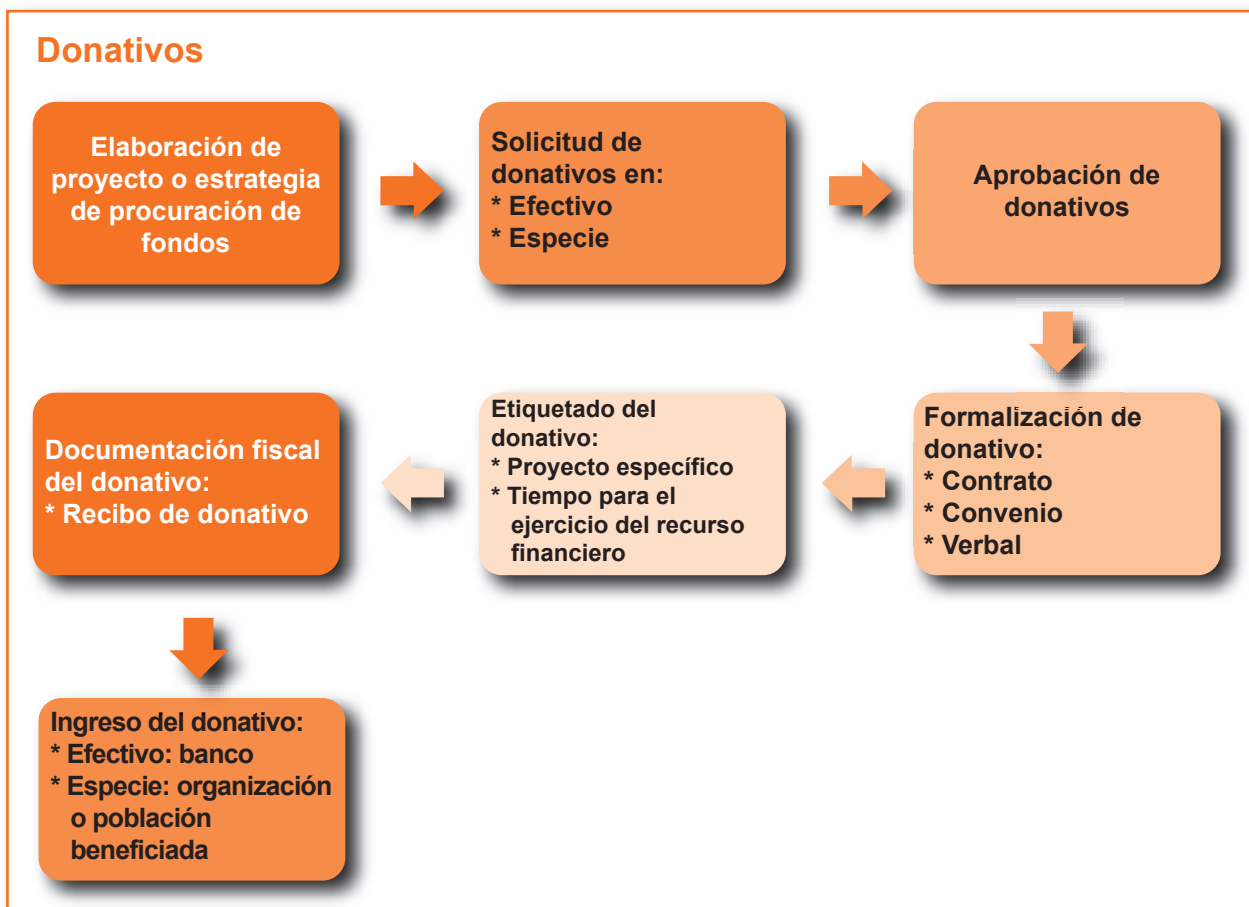 Donativos
Elaboración de
proyecto o estrategia
de procuración de
fondos
Solicitud de
donativos en:
* Efectivo
* Especie
Aprobación de
donativos
Formalización de
donativo:
* Contrato
* Convenio
* Verbal
Etiquetado del
donativo:
* Proyecto específico
* Tiempo para el
ejercicio del recurso
financiero
Documentación fiscal
del donativo:
* Recibo de donativo
Ingreso del donativo:
* Efectivo: banco
* Especie: organización
o población
beneficiada